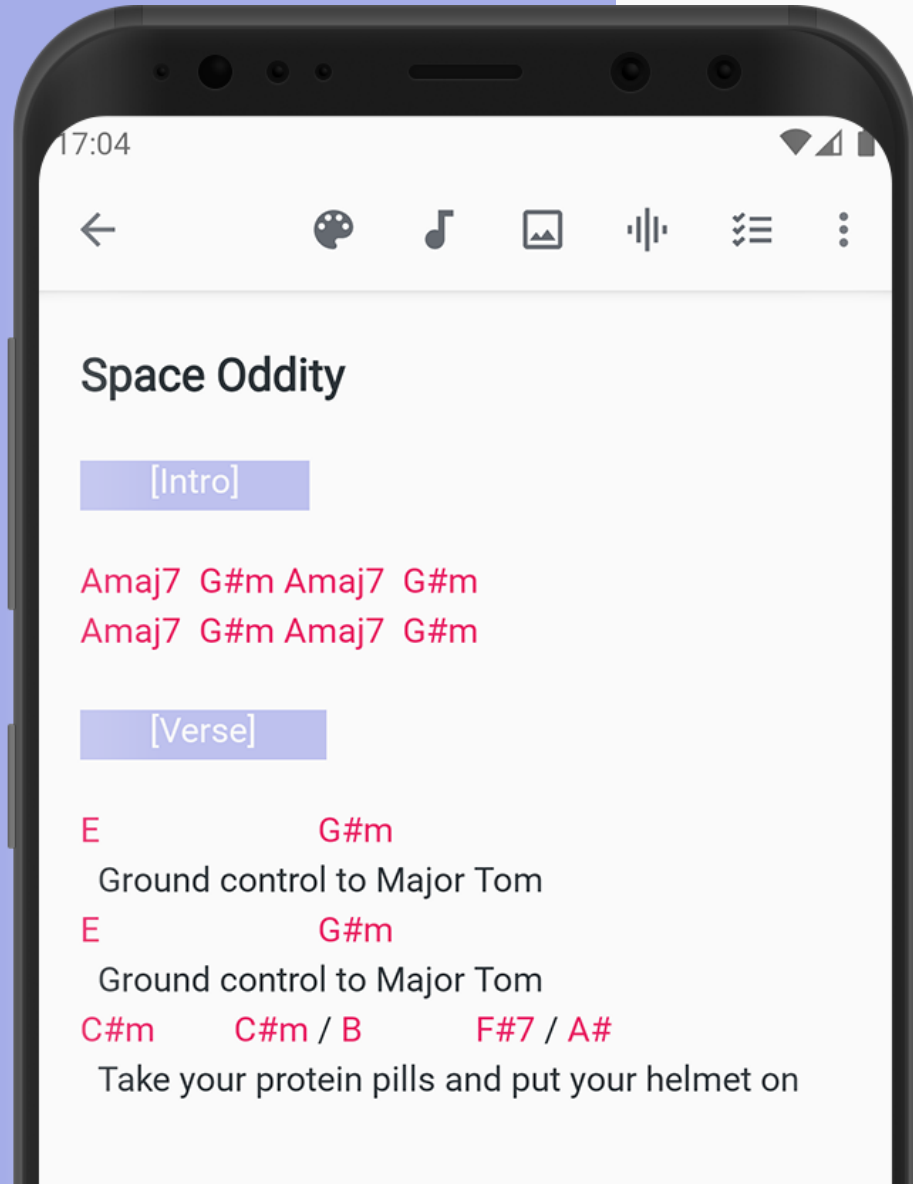 17:04
Space Oddity
[Intro]
Amaj7 G#m Amaj7 G#m
Amaj7 G#m Amaj7 G#m
[Verse]
E G#m
Ground control to Major Tom
E G#m
Ground control to Major Tom
C#m C#m / B F#7 / A#
Take your protein pills and put your helmet on